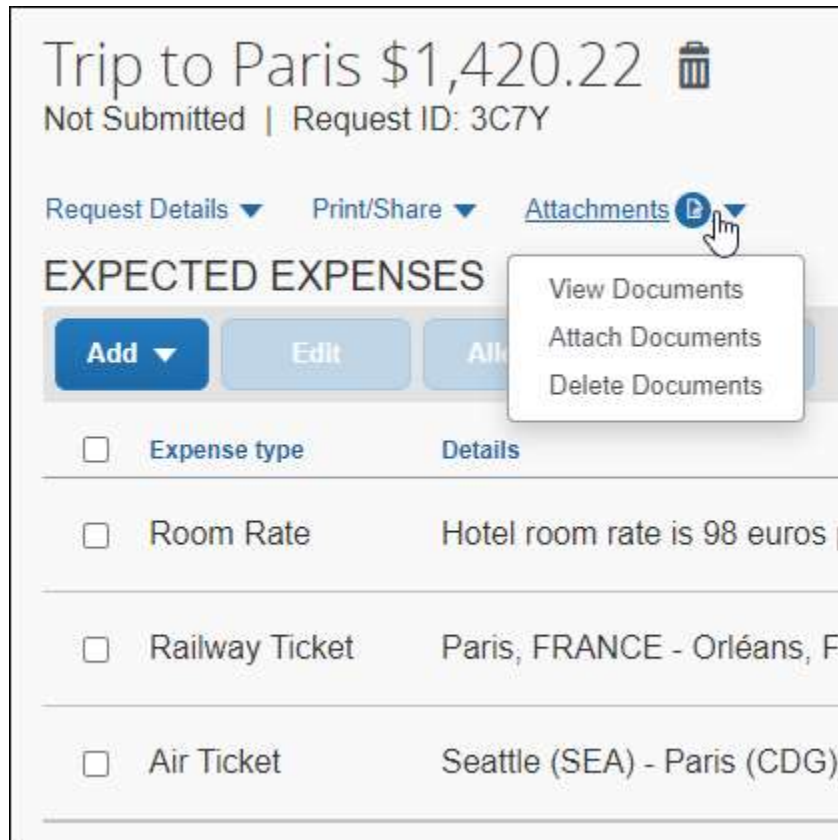 Trip to Paris $1,420.22
Not Submitted | Request ID: 3C7Y
Request Details Print/Share Attachments
EXPECTED EXPENSES
View Documents
Attach Documents
Delete Documents
Add Edit
Expense type Details
Room Rate Hotel room rate is 98 euros
Railway Ticket Paris, FRANCE - Orléans,
Air Ticket Seattle (SEA) - Paris (CDG)